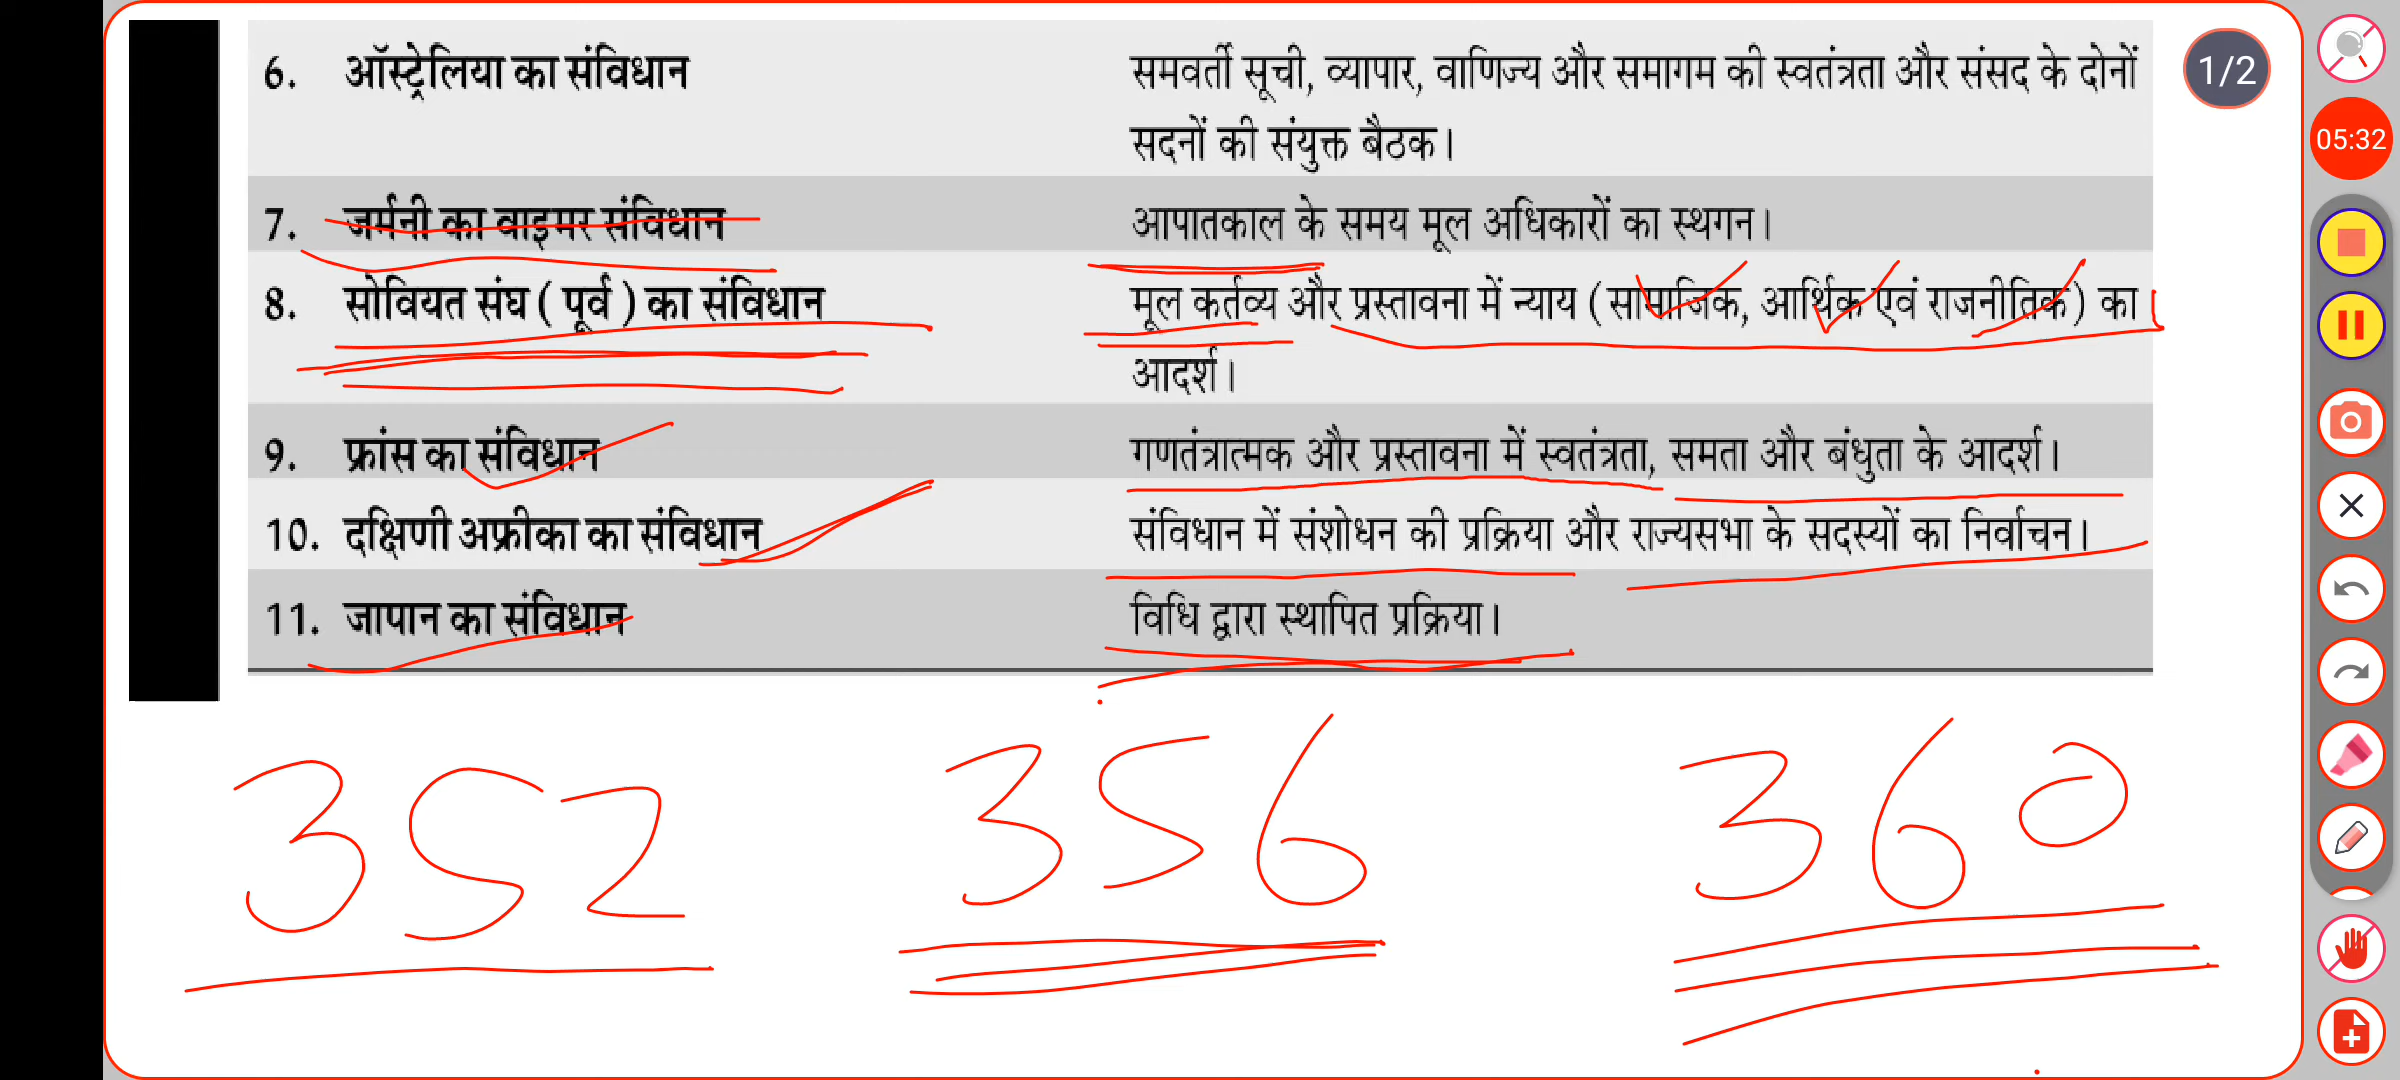 6. ऑस्ट्रेलिया का संविधान समवर्ती सूची, व्यापार, वाणिज्य और समागम की स्वतंत्रता और संसद के दोनों
सदनों की संयुक्त बैठक।
7. जर्मनी का वाइमर संविधान आपातकाल के समय मूल अधिकारों का स्थगन।
8. सोवियत संघ ( पूर्व ) का संविधान मूल कर्तव्य और प्रस्तावना में न्याय ( सामाजिक, आर्थिक एवं राजनीतिक ) का
आदर्श।
9. फ्रांस का संविधान गणतंत्रात्मक और प्रस्तावना में स्वतंत्रता, समता और बंधुता के आदर्श।
10. दक्षिणी अफ्रीका का संविधान संविधान में संशोधन की प्रक्रिया और राज्यसभा के सदस्यों का निर्वाचन।
11. जापान का संविधान विधि द्वारा स्थापित प्रक्रिया।
352 356 360
1/2
05:32